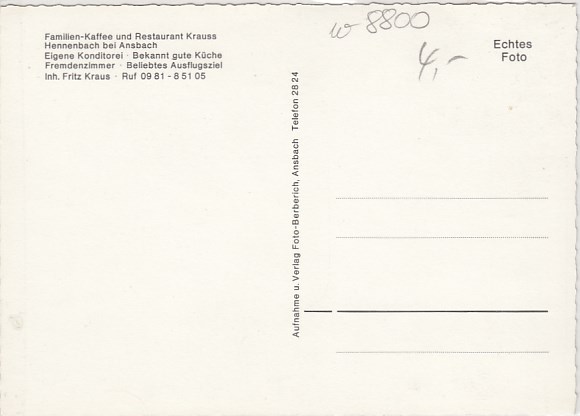 Familien-Kaffee und Restaurant Krauss
Hennenbach bei Ansbach
Eigene Konditorei · Bekannt gute Küche
Fremdenzimmer · Beliebtes Ausflugsziel
Inh. Fritz Kraus · Ruf 09 81 - 8 51 05
w 8800
4,-
Echtes
Foto
Aufnahme u. Verlag Foto-Berberich, Ansbach Telefon 28 24